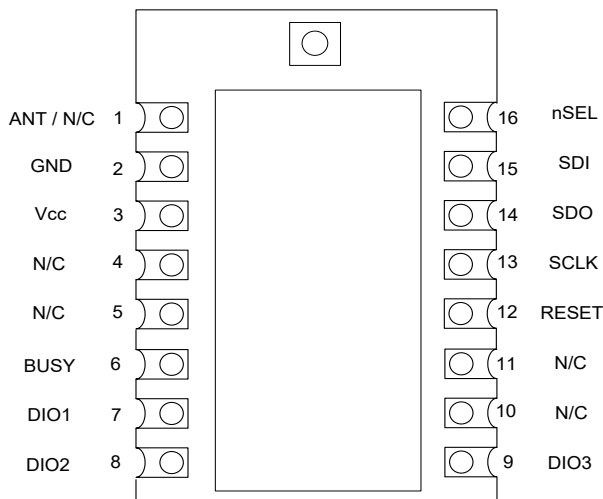 ANT / N/C 1 16 nSEL
GND 2 15 SDI
Vcc 3 14 SDO
N/C 4 13 SCLK
N/C 5 12 RESET
BUSY 6 11 N/C
DIO1 7 10 N/C
DIO2 8 9 DIO3